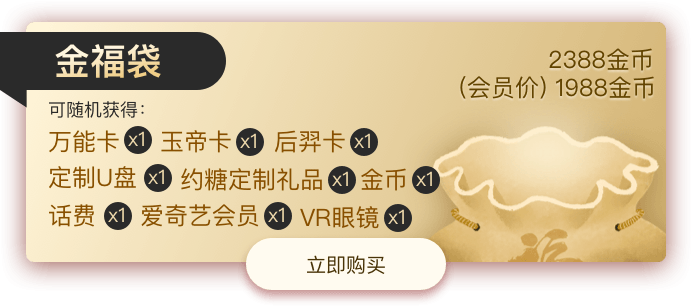 金福袋
2388金币
(会员价) 1988金币
可随机获得:
万能卡 x1 玉帝卡 x1 后羿卡 x1
定制U盘 x1 约糖定制礼品 x1 金币 x1
话费 x1 爱奇艺会员 x1 VR眼镜 x1
立即购买